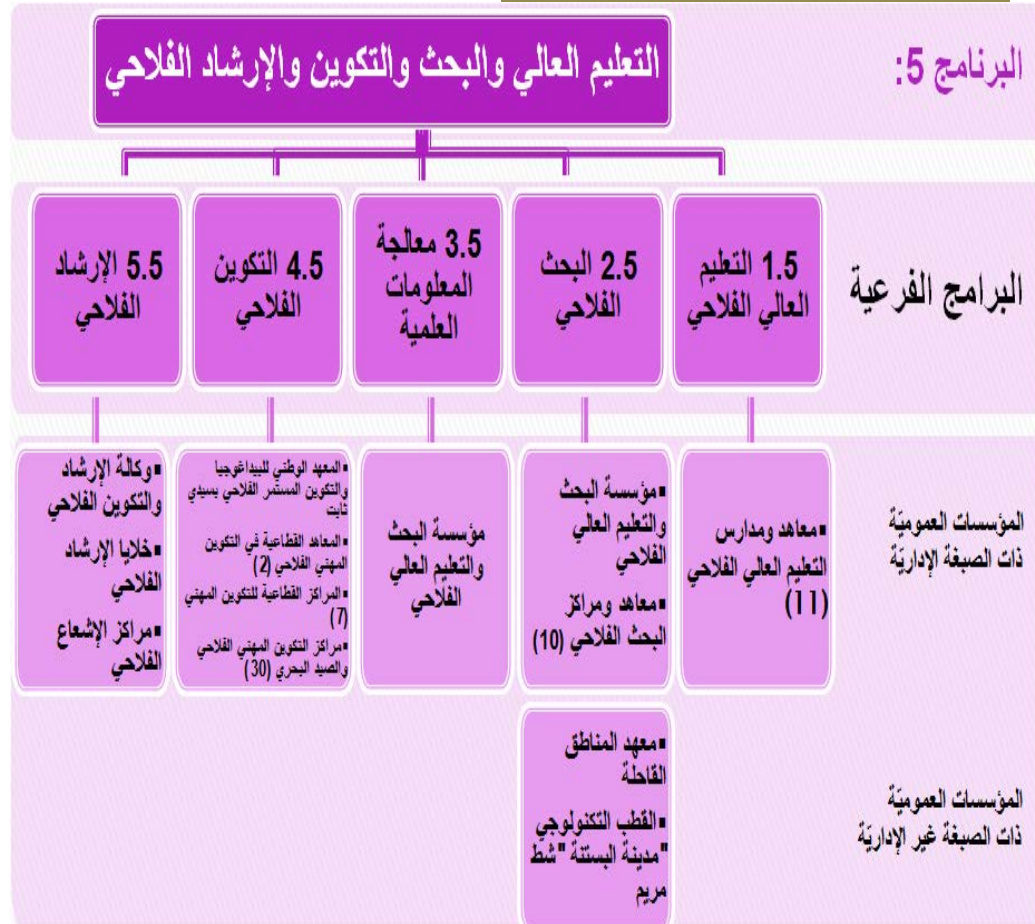 البرنامج 5:
التعليم العالي والبحث والتكوين والإرشاد الفلاحي
البرامج الفرعية
1.5 التعليم
العالي الفلاحي
2.5 البحث
الفلاحي
3.5 معالجة
المعلومات
العلمية
4.5 التكوين
الفلاحي
5.5 الإرشاد
الفلاحي
المؤسسات العموميّة
ذات الصبغة الإداريّة
▪معاهد ومدارس
التعليم العالي الفلاحي
(11)
▪مؤسسة البحث
والتعليم العالي
الفلاحي
▪معاهد ومراكز
البحث الفلاحي (10)
مؤسسة البحث
والتعليم العالي
الفلاحي
▪المعهد الوطني للبيداغوجيا
والتكوين المستمر الفلاحي بسيدي
ثابت
▪المعاهد القطاعية في التكوين
المهني الفلاحي (2)
▪المراكز القطاعية للتكوين المهني
(7)
▪مراكز التكوين المهني الفلاحي
والصيد البحري (30)
▪وكالة الإرشاد
والتكوين الفلاحي
▪خلايا الإرشاد
الفلاحي
▪مراكز الإشعاع
الفلاحي
المؤسسات العموميّة
ذات الصبغة غير الإداريّة
▪معهد المناطق
القاحلة
▪القطب التكنولوجي
"مدينة البستنة "شط
مريم